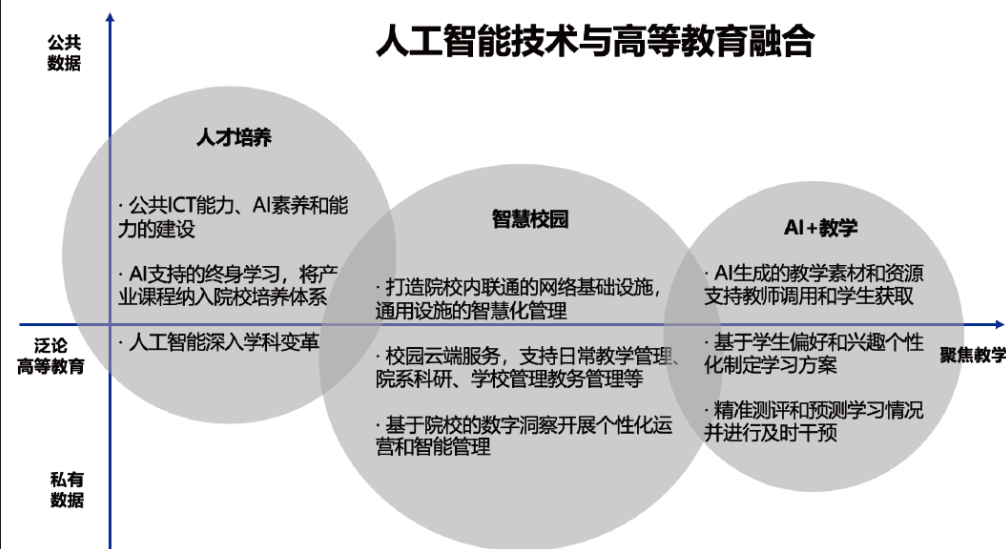 人工智能技术与高等教育融合
公共
数据
人才培养
· 公共ICT能力、AI素养和能
力的建设
· AI支持的终身学习，将产
业课程纳入院校培养体系
· 人工智能深入学科变革
智慧校园
· 打造院校内联通的网络基础设施，
通用设施的智慧化管理
· 校园云端服务，支持日常教学管理、
院系科研、学校管理教务管理等
· 基于院校的数字洞察开展个性化运
营和智能管理
AI+教学
· AI生成的教学素材和资源
支持教师调用和学生获取
· 基于学生偏好和兴趣个性
化制定学习方案
· 精准测评和预测学习情况
并进行及时干预
泛论
高等教育
聚焦教学
私有
数据